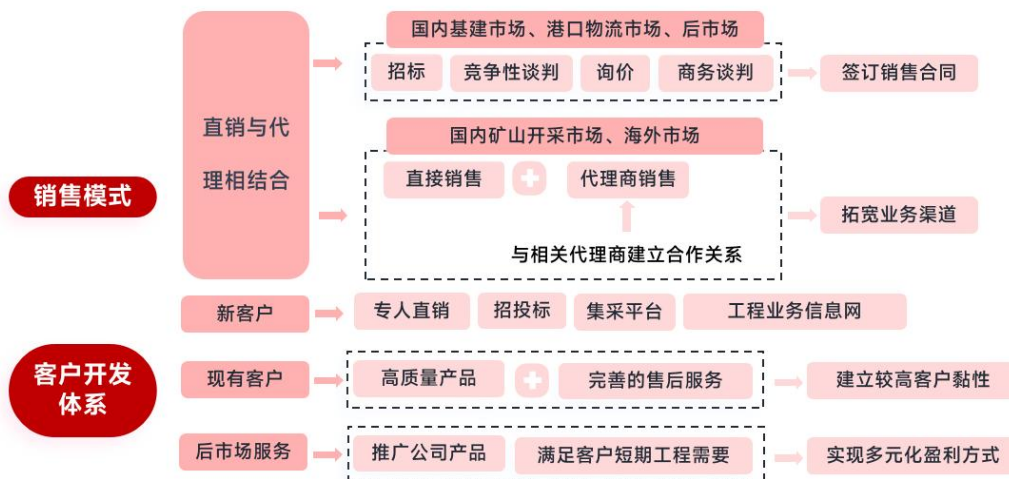 销售模式
直销与代
理相结合
国内基建市场、港口物流市场、后市场
招标
竞争性谈判
询价
商务谈判
签订销售合同
国内矿山开采市场、海外市场
直接销售
代理商销售
与相关代理商建立合作关系
拓宽业务渠道
客户开发
体系
新客户
专人直销
招投标
集采平台
工程业务信息网
现有客户
高质量产品
完善的售后服务
建立较高客户黏性
后市场服务
推广公司产品
满足客户短期工程需要
实现多元化盈利方式